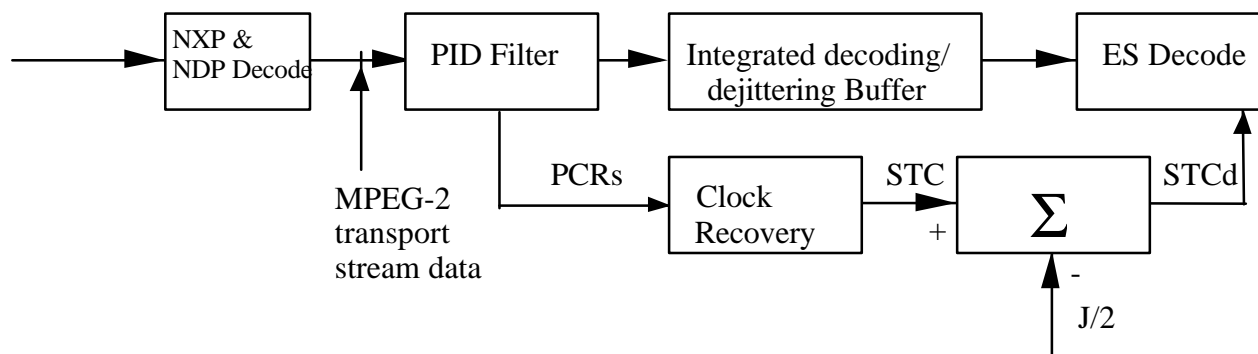 NXP &
NDP Decode
PID Filter
Integrated decoding/
dejittering Buffer
ES Decode
MPEG-2
transport
stream data
PCRs
Clock
Recovery
STC
+
Σ
-
J/2
STCd